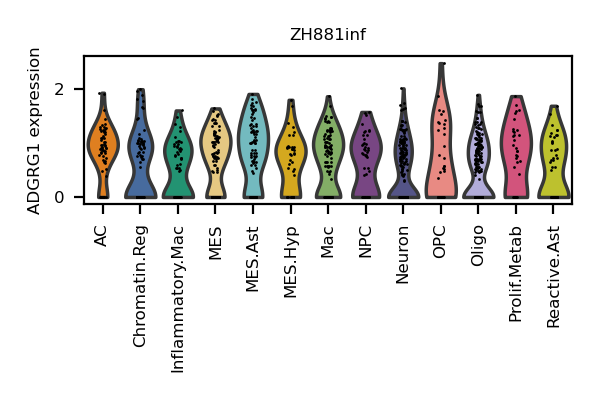 ZH881inf
ADGRG1 expression
2
0
AC
Chromatin.Reg
Inflammatory.Mac
MES
MES.Ast
MES.Hyp
Mac
NPC
Neuron
OPC
Oligo
Prolif.Metab
Reactive.Ast